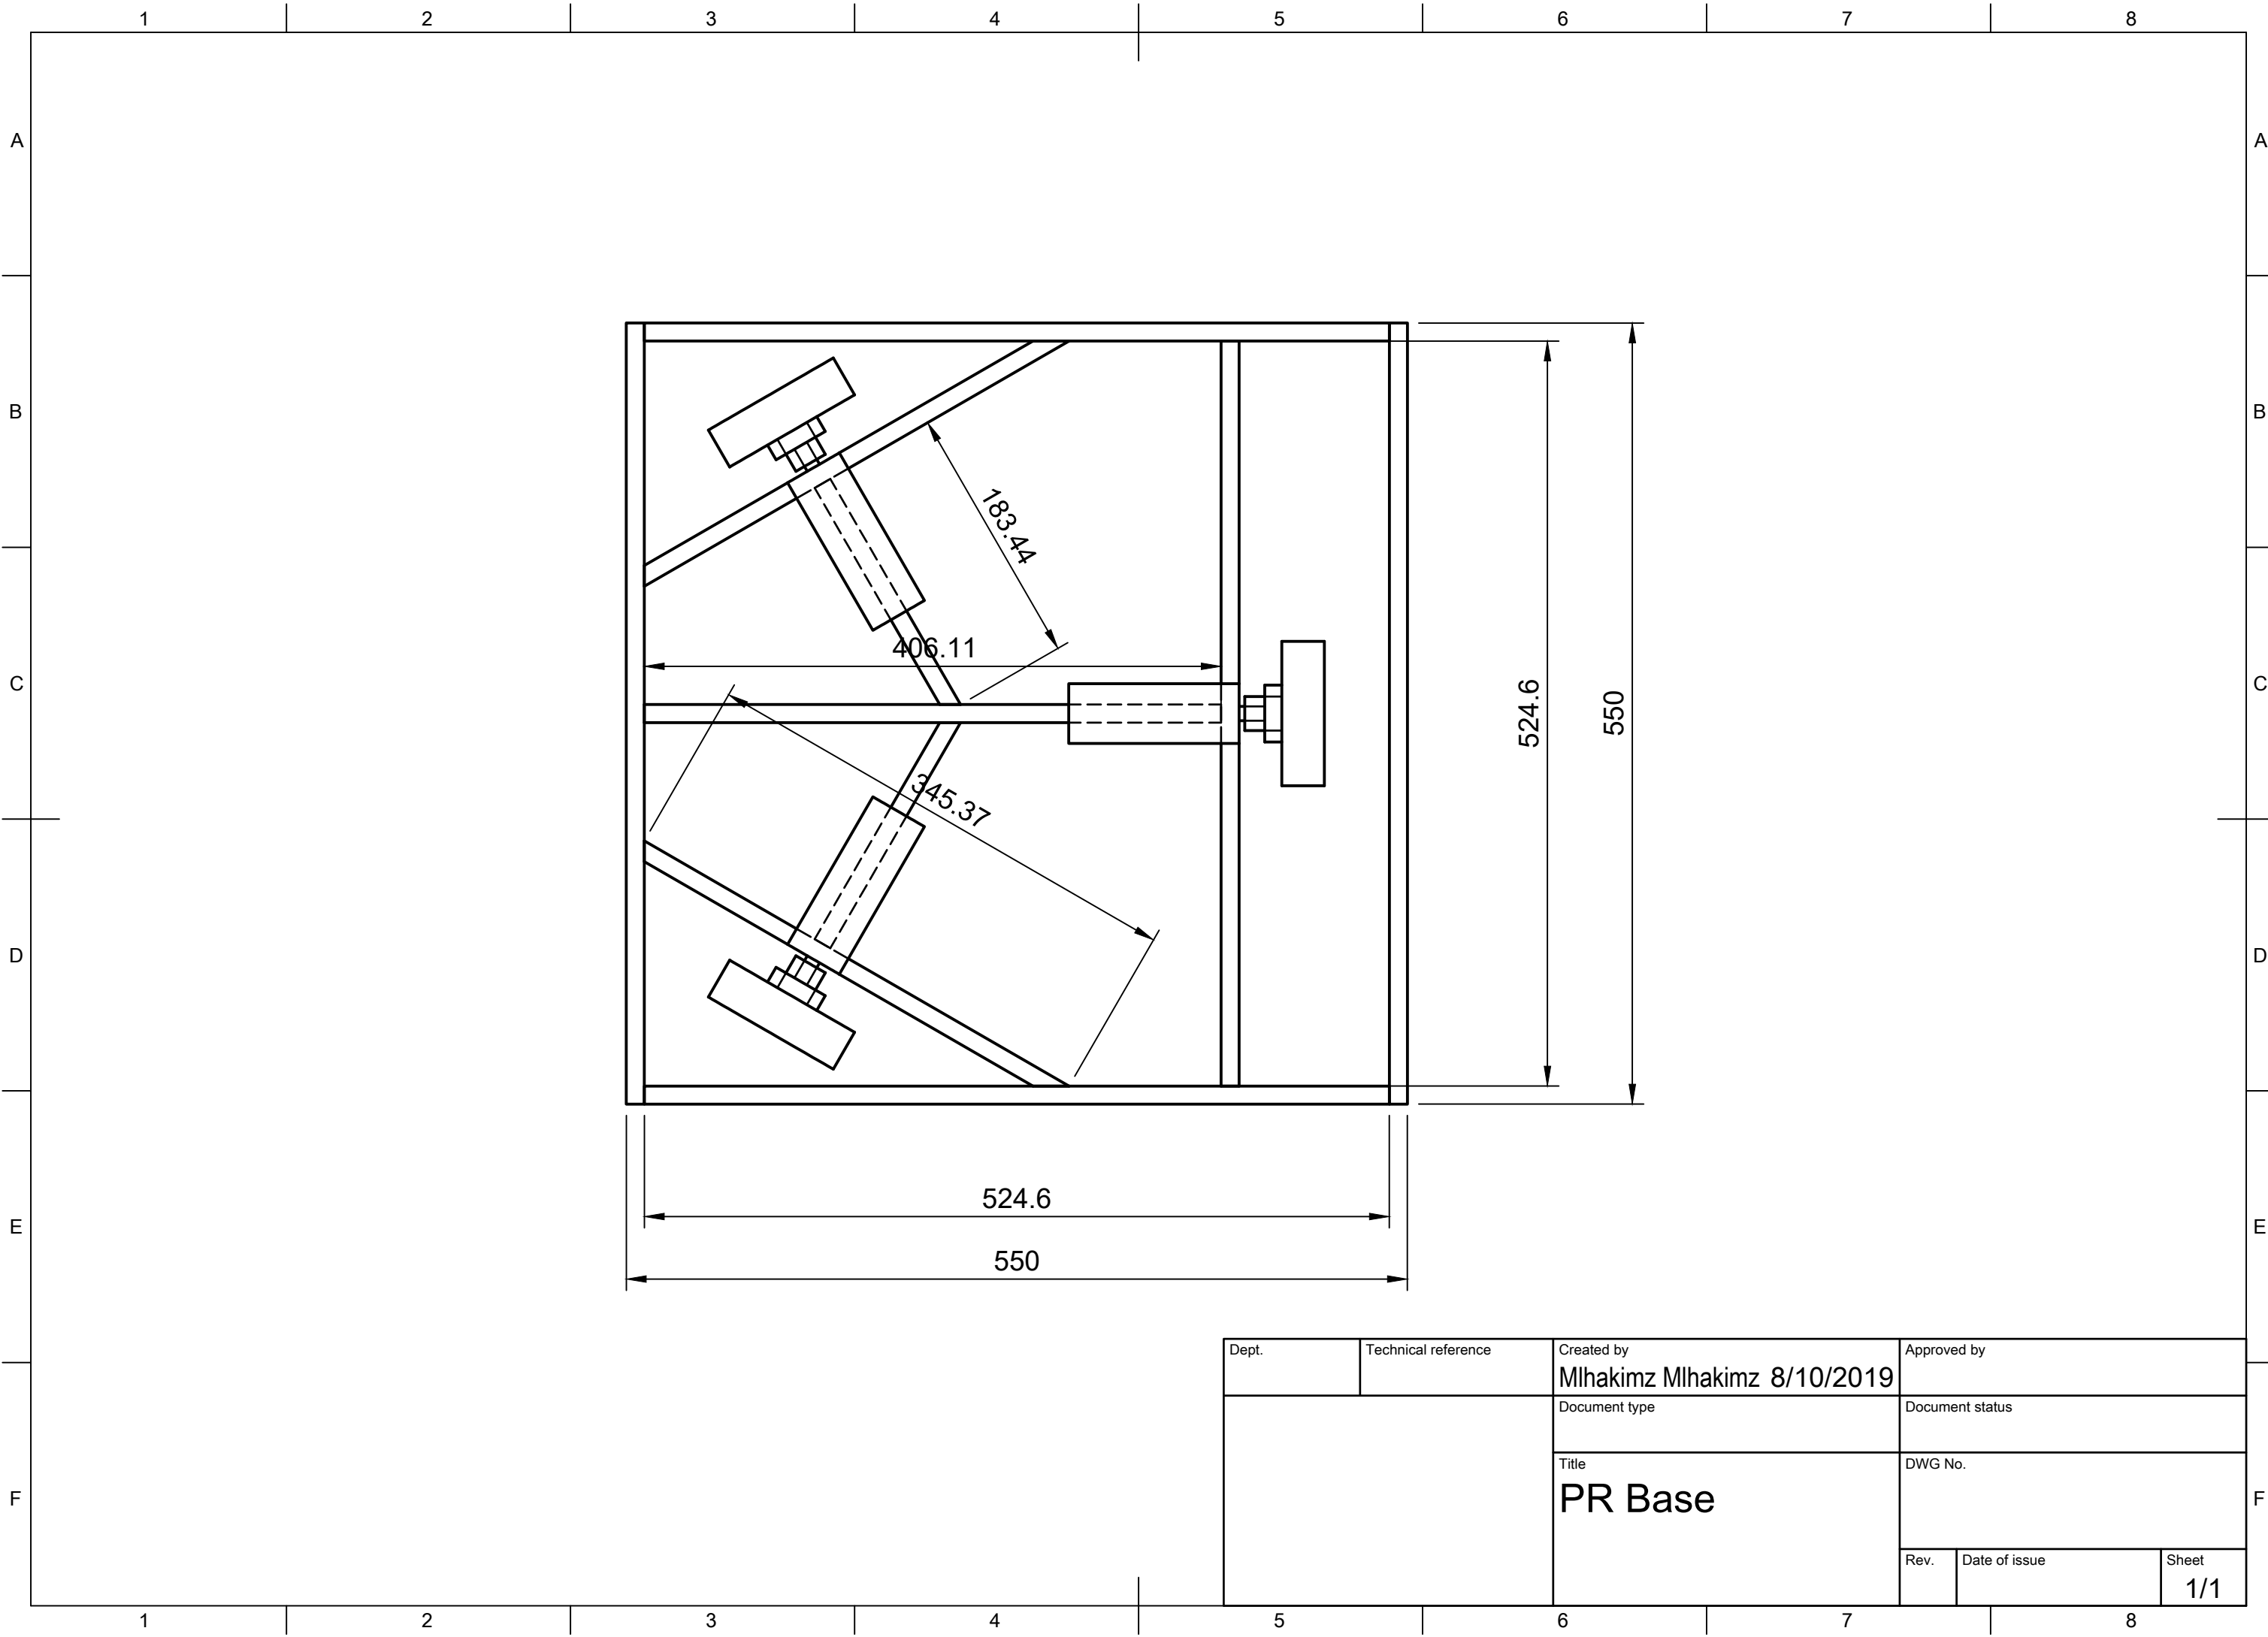 1 2 3 4 5 6 7 8
A A
B B
183.44
406.11
C C
524.6
550
345.37
D D
524.6
E E
550
Dept. Technical reference Created by Approved by
Mlhakimz Mlhakimz 8/10/2019
Document type Document status
Title DWG No.
PR Base
F F
Rev. Date of issue Sheet
1/1
1 2 3 4 5 6 7 8